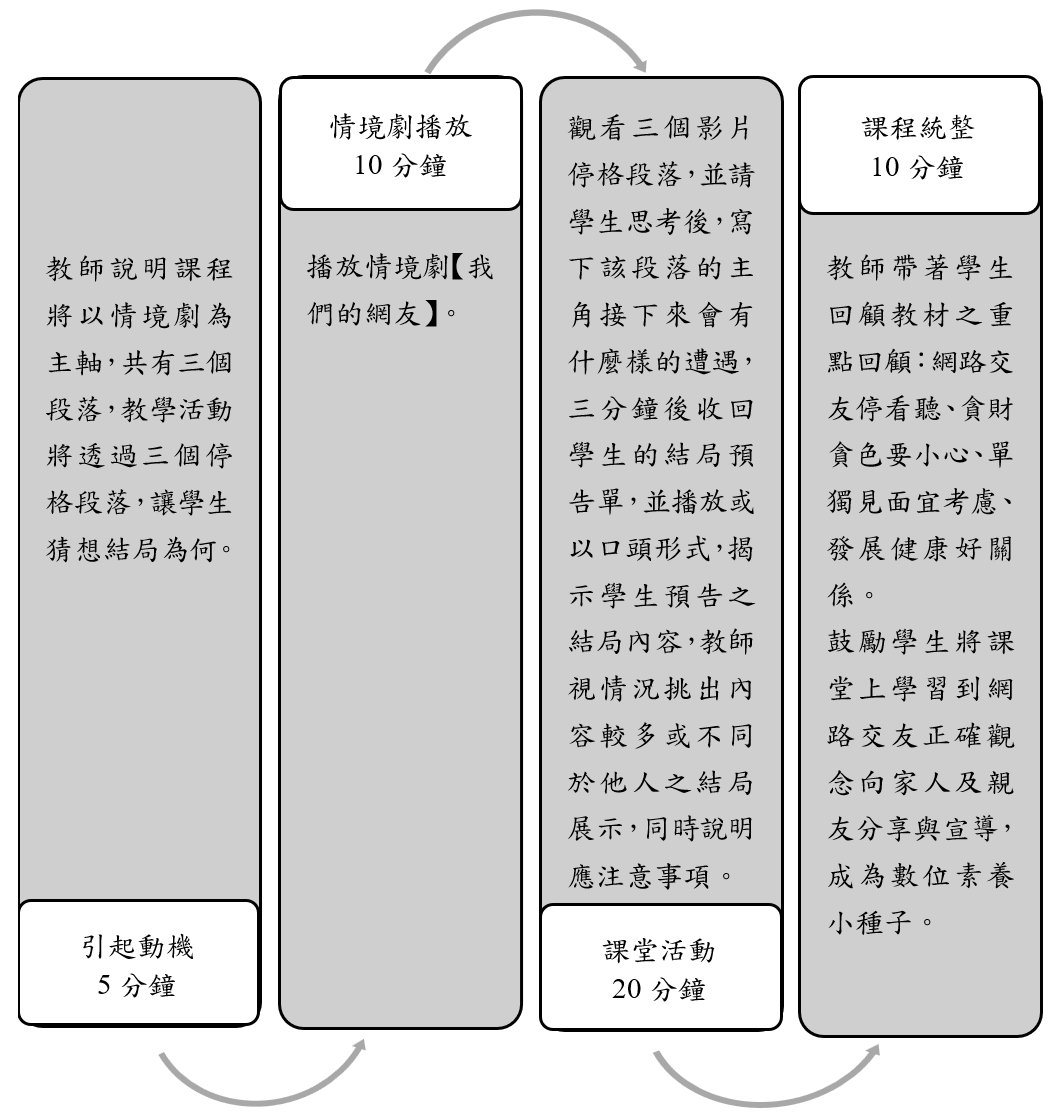 教師說明課程
將以情境劇為
主軸，共有三個
段落，教學活動
將透過三個停
格段落，讓學生
猜想結局為何。
引起動機
5 分鐘
情境劇播放
10 分鐘
播放情境劇【我
們的網友】。
觀看三個影片
停格段落，並請
學生思考後，寫
下該段落的主
角接下來會有
什麼樣的遭遇，
三分鐘後收回
學生的結局預
告單，並播放或
以口頭形式，揭
示學生預告之
結局內容，教師
視情況挑出內
容較多或不同
於他人之結局
展示，同時說明
應注意事項。
課堂活動
20 分鐘
課程統整
10 分鐘
教師帶著學生
回顧教材之重
點回顧：網路交
友停看聽、貪財
貪色要小心、單
獨見面宜考慮、
發展健康好關
係。
鼓勵學生將課
堂上學習到網
路交友正確觀
念向家人及親
友分享與宣導，
成為數位素養
小種子。